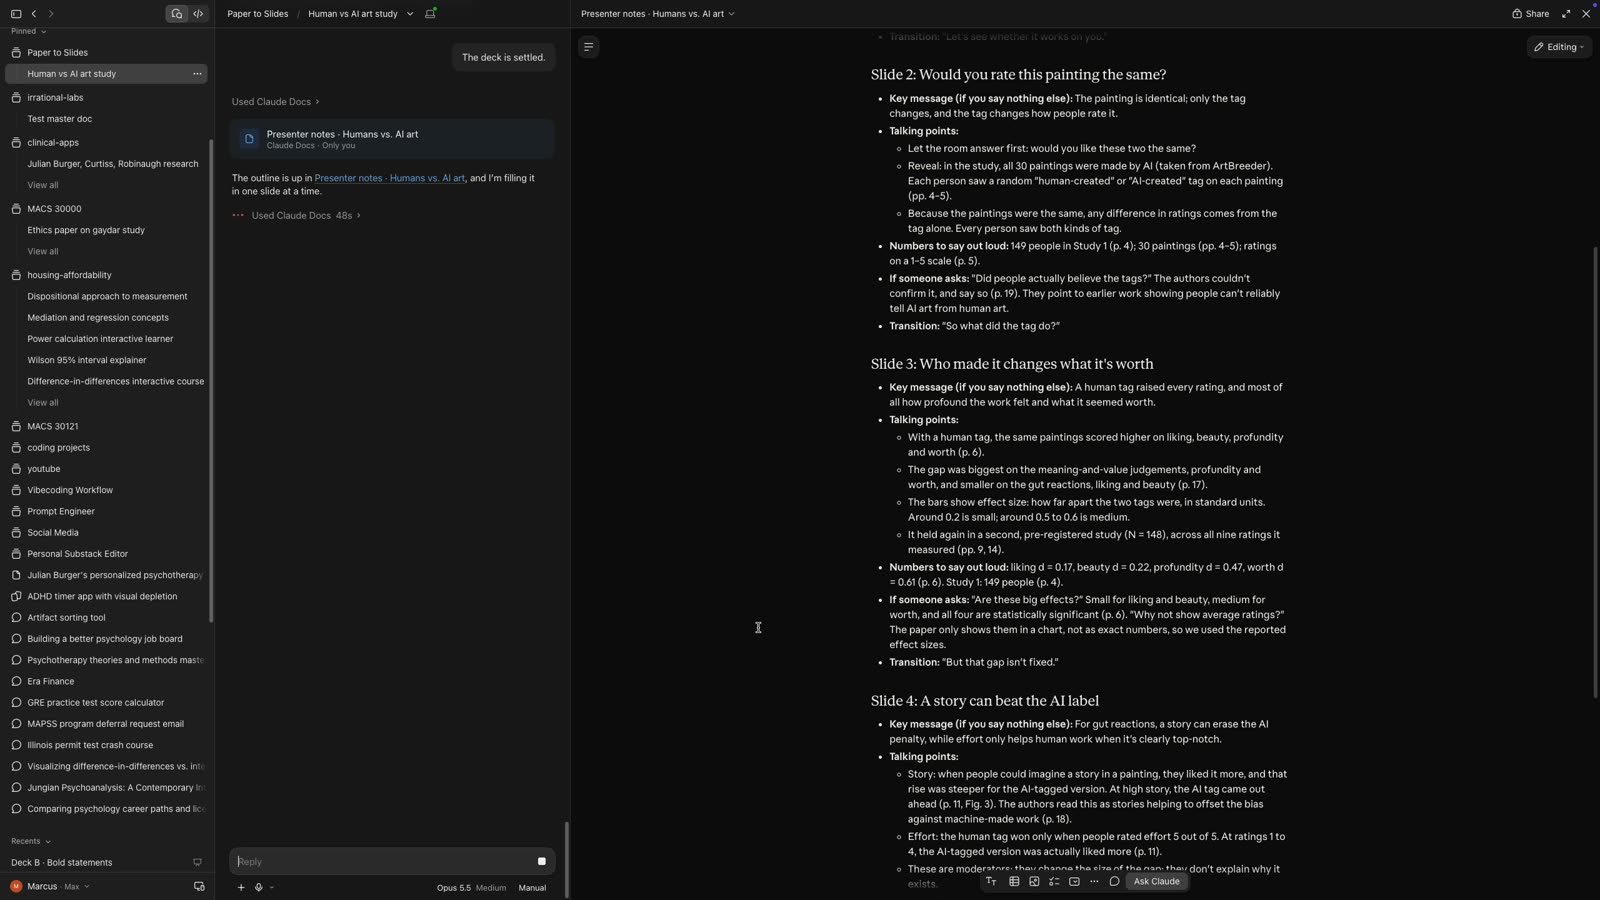 Paper to Slides / Human vs AI art study
Presenter notes · Humans vs. AI art
Share
Pinned
Paper to Slides
Human vs AI art study
irrational-labs
Test master doc
clinical-apps
Julian Burger, Curtiss, Robinaugh research
View all
MACS 30000
Ethics paper on gaydar study
View all
housing-affordability
Dispositional approach to measurement
Mediation and regression concepts
Power calculation interactive learner
Wilson 95% interval explainer
Difference-in-differences interactive course
View all
MACS 30121
coding projects
youtube
Vibecoding Workflow
Prompt Engineer
Social Media
Personal Substack Editor
Julian Burger's personalized psychotherapy
ADHD timer app with visual depletion
Artifact sorting tool
Building a better psychology job board
Psychotherapy theories and methods maste
Era Finance
GRE practice test score calculator
MAPSS program deferral request email
Illinois permit test crash course
Visualizing difference-in-differences vs. inte
Jungian Psychoanalysis: A Contemporary In
Comparing psychology career paths and lice
Recents
Deck B · Bold statements
M Marcus · Max
The deck is settled.
Used Claude Docs
Presenter notes · Humans vs. AI art
Claude Docs · Only you
The outline is up in Presenter notes · Humans vs. AI art, and I'm filling it
in one slide at a time.
Used Claude Docs 48s
Reply
Opus 5.5 Medium Manual
Transition: "Let's see whether it works on you."
Editing
Slide 2: Would you rate this painting the same?
• Key message (if you say nothing else): The painting is identical; only the tag
changes, and the tag changes how people rate it.
• Talking points:
◦ Let the room answer first: would you like these two the same?
◦ Reveal: in the study, all 30 paintings were made by AI (taken from ArtBreeder).
Each person saw a random "human-created" or "AI-created" tag on each painting
(pp. 4–5).
◦ Because the paintings were the same, any difference in ratings comes from the
tag alone. Every person saw both kinds of tag.
• Numbers to say out loud: 149 people in Study 1 (p. 4); 30 paintings (pp. 4–5); ratings
on a 1–5 scale (p. 5).
• If someone asks: "Did people actually believe the tags?" The authors couldn't
confirm it, and say so (p. 19). They point to earlier work showing people can't reliably
tell AI art from human art.
• Transition: "So what did the tag do?"
Slide 3: Who made it changes what it's worth
• Key message (if you say nothing else): A human tag raised every rating, and most of
all how profound the work felt and what it seemed worth.
• Talking points:
◦ With a human tag, the same paintings scored higher on liking, beauty, profundity
and worth (p. 6).
◦ The gap was biggest on the meaning-and-value judgements, profundity and
worth, and smaller on the gut reactions, liking and beauty (p. 17).
◦ The bars show effect size: how far apart the two tags were, in standard units.
Around 0.2 is small; around 0.5 to 0.6 is medium.
◦ It held again in a second, pre-registered study (N = 148), across all nine ratings it
measured (pp. 9, 14).
• Numbers to say out loud: liking d = 0.17, beauty d = 0.22, profundity d = 0.47, worth d
= 0.61 (p. 6). Study 1: 149 people (p. 4).
• If someone asks: "Are these big effects?" Small for liking and beauty, medium for
worth, and all four are statistically significant (p. 6). "Why not show average ratings?"
The paper only shows them in a chart, not as exact numbers, so we used the reported
effect sizes.
• Transition: "But that gap isn't fixed."
Slide 4: A story can beat the AI label
• Key message (if you say nothing else): For gut reactions, a story can erase the AI
penalty, while effort only helps human work when it's clearly top-notch.
• Talking points:
◦ Story: when people could imagine a story in a painting, they liked it more, and that
rise was steeper for the AI-tagged version. At high story, the AI tag came out
ahead (p. 11, Fig. 3). The authors read this as stories helping to offset the bias
against machine-made work (p. 18).
◦ Effort: the human tag won only when people rated effort 5 out of 5. At ratings 1 to
4, the AI-tagged version was actually liked more (p. 11).
◦ These are moderators: they change the size of the gap; they don't explain why it
exists.
Ask Claude